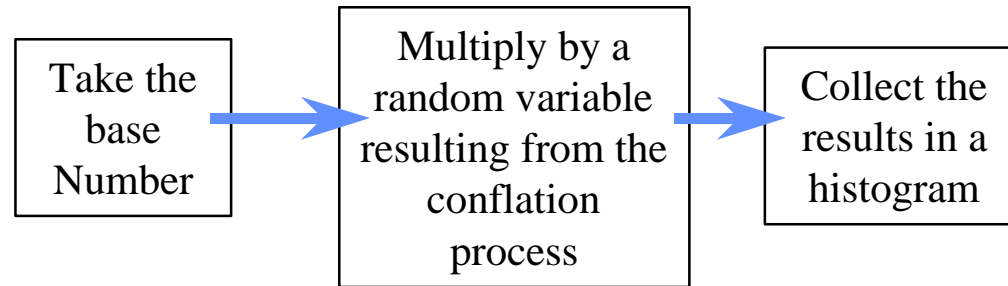 Take the
base
Number
Multiply by a
random variable
resulting from the
conflation
process
Collect the
results in a
histogram